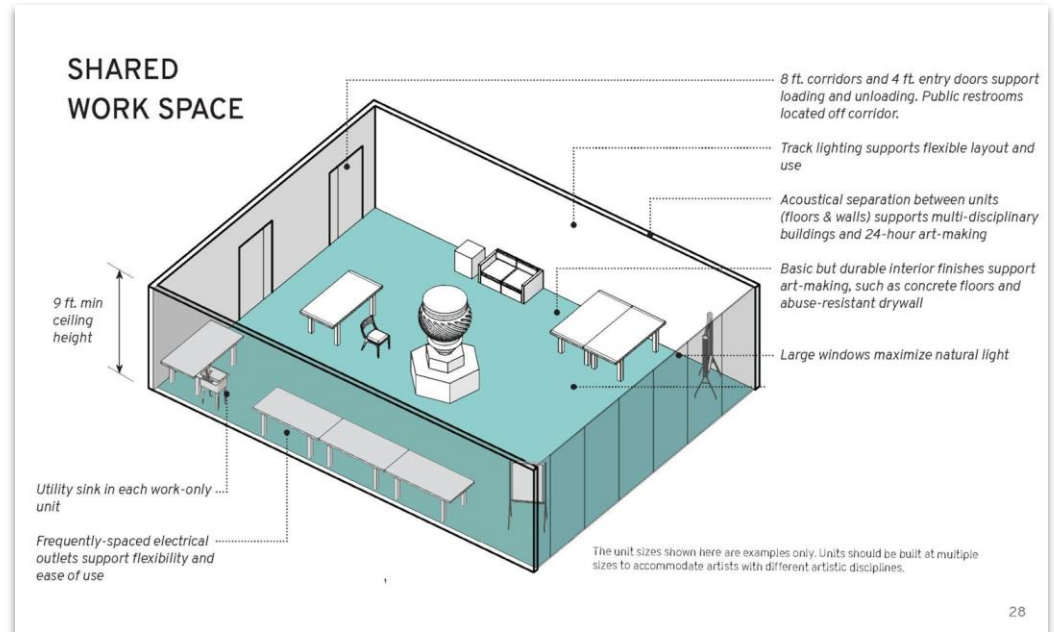 SHARED
WORK SPACE
8 ft. corridors and 4 ft. entry doors support
loading and unloading. Public restrooms
located off corridor.
Track lighting supports flexible layout and
use
Acoustical separation between units
(floors & walls) supports multi-disciplinary
buildings and 24-hour art-making
Basic but durable interior finishes support
art-making, such as concrete floors and
abuse-resistant drywall
Large windows maximize natural light
9 ft. min
ceiling
height
Utility sink in each work-only
unit
Frequently-spaced electrical
outlets support flexibility and
ease of use
The unit sizes shown here are examples only. Units should be built at multiple
sizes to accommodate artists with different artistic disciplines.
28